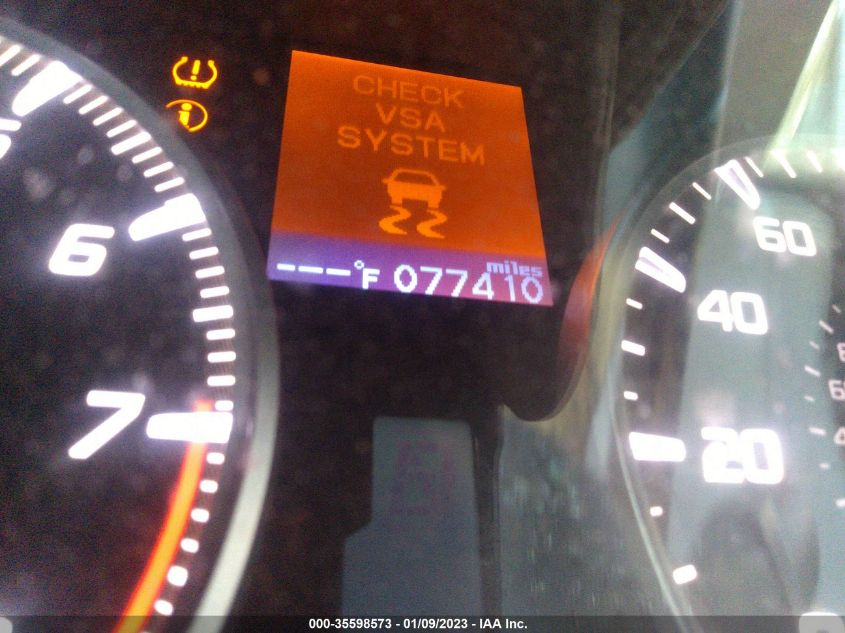 CHECK
VSA
SYSTEM
miles
---°F 077410
6
7
60
40
20
000-35598573 - 01/09/2023 - IAA Inc.